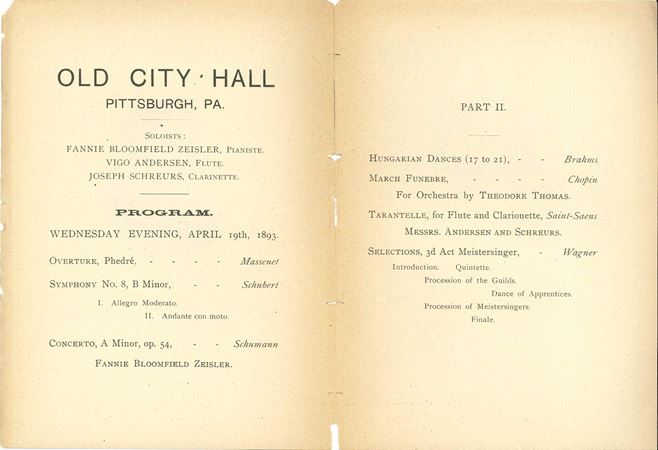 OLD CITY HALL
PITTSBURGH, PA.
SOLOISTS:
FANNIE BLOOMFIELD ZEISLER, PIANISTE.
VIGO ANDERSEN, FLUTE.
JOSEPH SCHREURS, CLARINETTE.
PROGRAM.
WEDNESDAY EVENING, APRIL 19th, 1893.
OVERTURE, Phedré, - - - - Massenet
SYMPHONY No. 8, B Minor, - - Schubert
I. Allegro Moderato.
II. Andante con moto.
CONCERTO, A Minor, op. 54, - - Schumann
FANNIE BLOOMFIELD ZEISLER.
PART II.
HUNGARIAN DANCES (17 to 21), - - Brahms
MARCH FUNEBRE, - - - - Chopin
For Orchestra by THEODORE THOMAS.
TARANTELLE, for Flute and Clarionette, Saint-Saens
MESSRS. ANDERSEN AND SCHREURS.
SELECTIONS, 3d Act Meistersinger, - Wagner
Introduction. Quintette.
Procession of the Guilds.
Dance of Apprentices.
Procession of Meistersingers.
Finale.